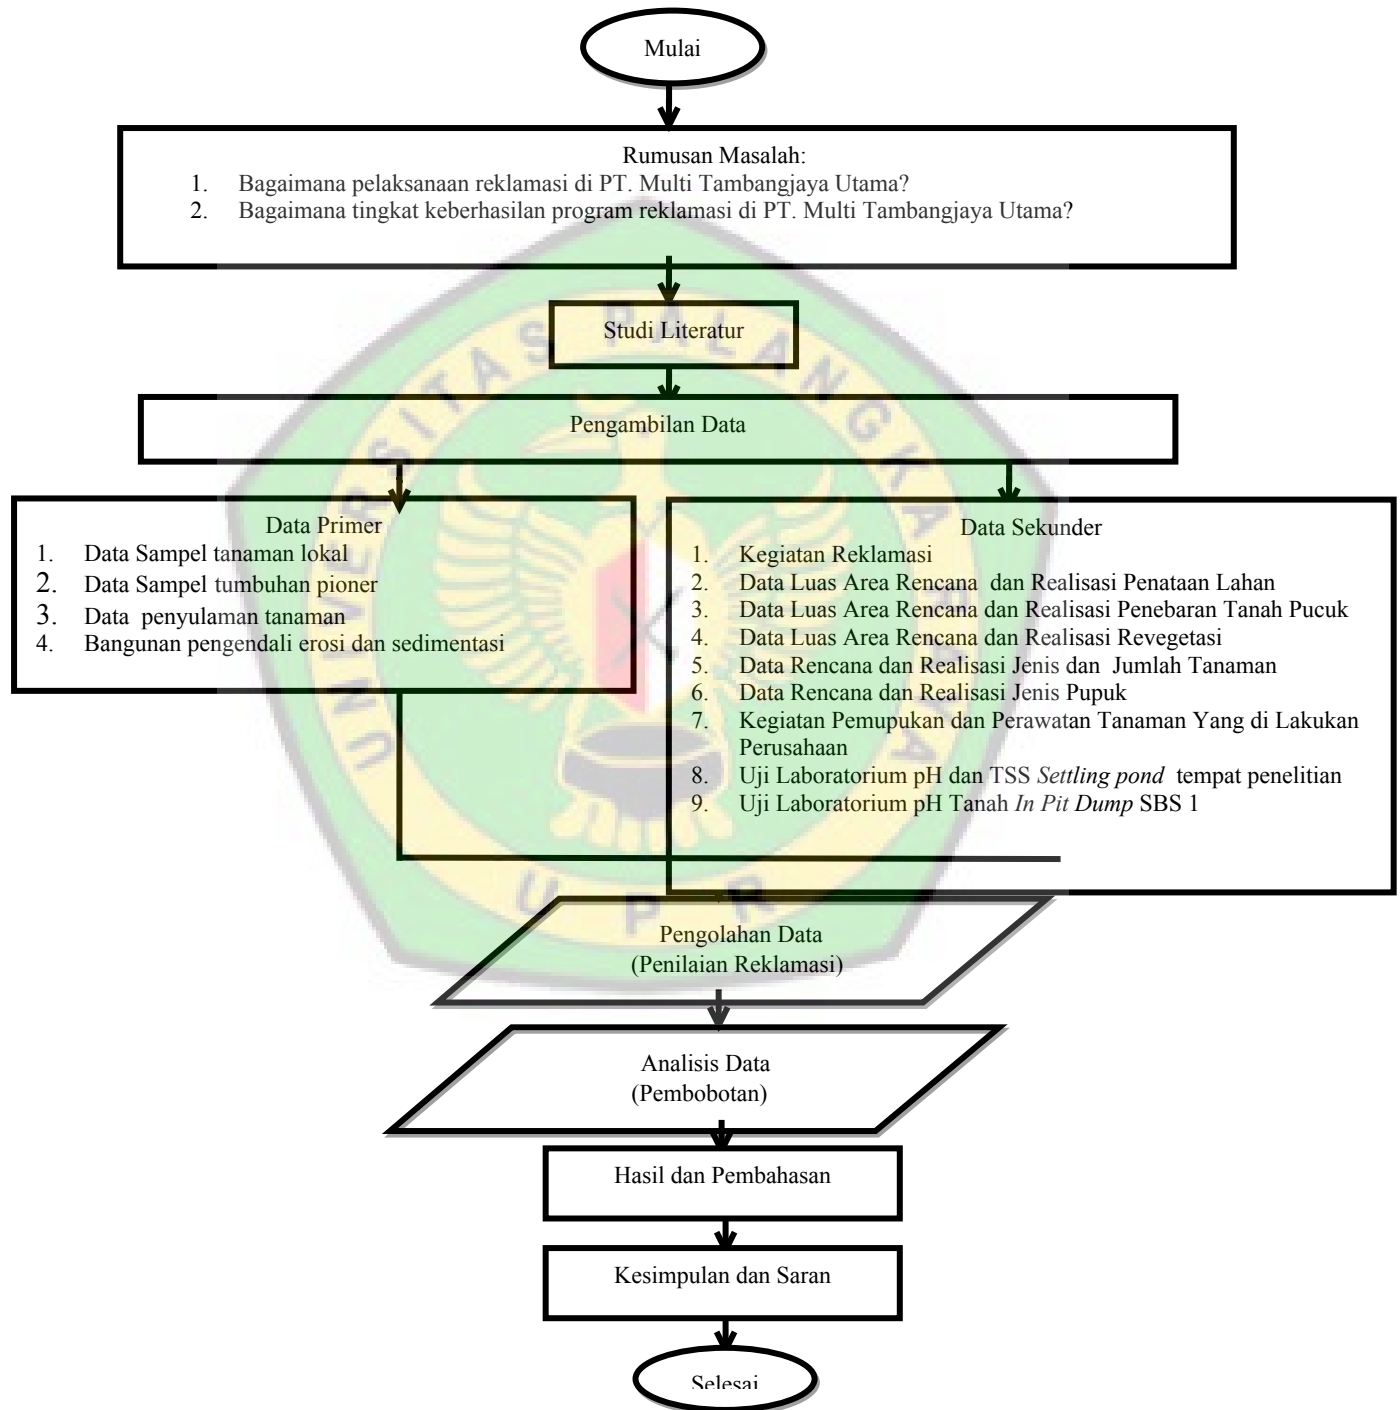 Mulai
Rumusan Masalah:
1. Bagaimana pelaksanaan reklamasi di PT. Multi Tambangjaya Utama?
2. Bagaimana tingkat keberhasilan program reklamasi di PT. Multi Tambangjaya Utama?
Studi Literatur
Pengambilan Data
Data Primer
1. Data Sampel tanaman lokal
2. Data Sampel tumbuhan pioner
3. Data penyulaman tanaman
4. Bangunan pengendali erosi dan sedimentasi
Data Sekunder
1. Kegiatan Reklamasi
2. Data Luas Area Rencana dan Realisasi Penataan Lahan
3. Data Luas Area Rencana dan Realisasi Penebaran Tanah Pucuk
4. Data Luas Area Rencana dan Realisasi Revegetasi
5. Data Rencana dan Realisasi Jenis dan Jumlah Tanaman
6. Data Rencana dan Realisasi Jenis Pupuk
7. Kegiatan Pemupukan dan Perawatan Tanaman Yang di Lakukan
Perusahaan
8. Uji Laboratorium pH dan TSS Settling pond tempat penelitian
9. Uji Laboratorium pH Tanah In Pit Dump SBS 1
Pengolahan Data
(Penilaian Reklamasi)
Analisis Data
(Pembobotan)
Hasil dan Pembahasan
Kesimpulan dan Saran
Selesai
UNIVERSITAS PALANGKA RAYA
UPR